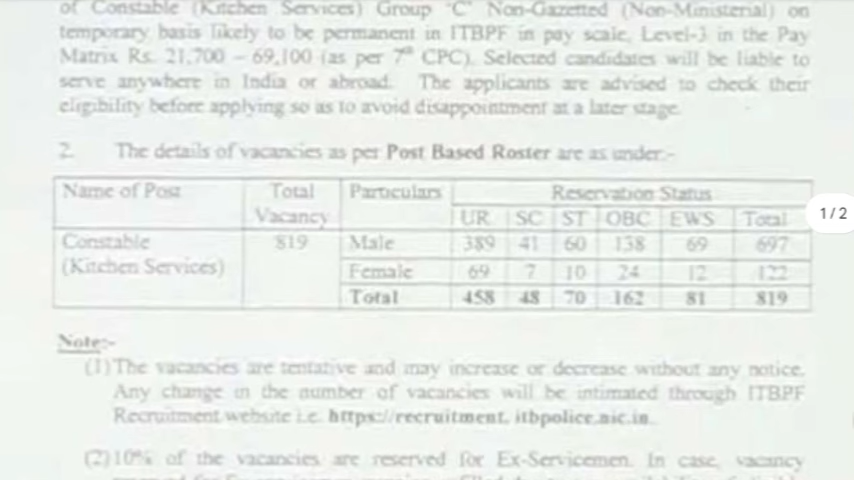 of Constable (Kitchen Services) Group 'C' Non-Gazetted (Non-Ministerial) on
temporary basis likely to be permanent in ITBPF in pay scale, Level-3 in the Pay
Matrix Rs. 21,700 – 69,100 (as per 7th CPC). Selected candidates will be liable to
serve anywhere in India or abroad. The applicants are advised to check their
eligibility before applying so as to avoid disappointment at a later stage.
2. The details of vacancies as per Post Based Roster are as under:-
Name of Post Total Vacancy Particulars Reservation Status
UR SC ST OBC EWS Total
Constable (Kitchen Services) 819 Male 389 41 60 138 69 697
Female 69 7 10 24 12 122
Total 458 48 70 162 81 819
1/2
Note:-
(1) The vacancies are tentative and may increase or decrease without any notice.
Any change in the number of vacancies will be intimated through ITBPF
Recruitment website i.e. https://recruitment.itbpolice.nic.in.
(2) 10% of the vacancies are reserved for Ex-Servicemen. In case, vacancy